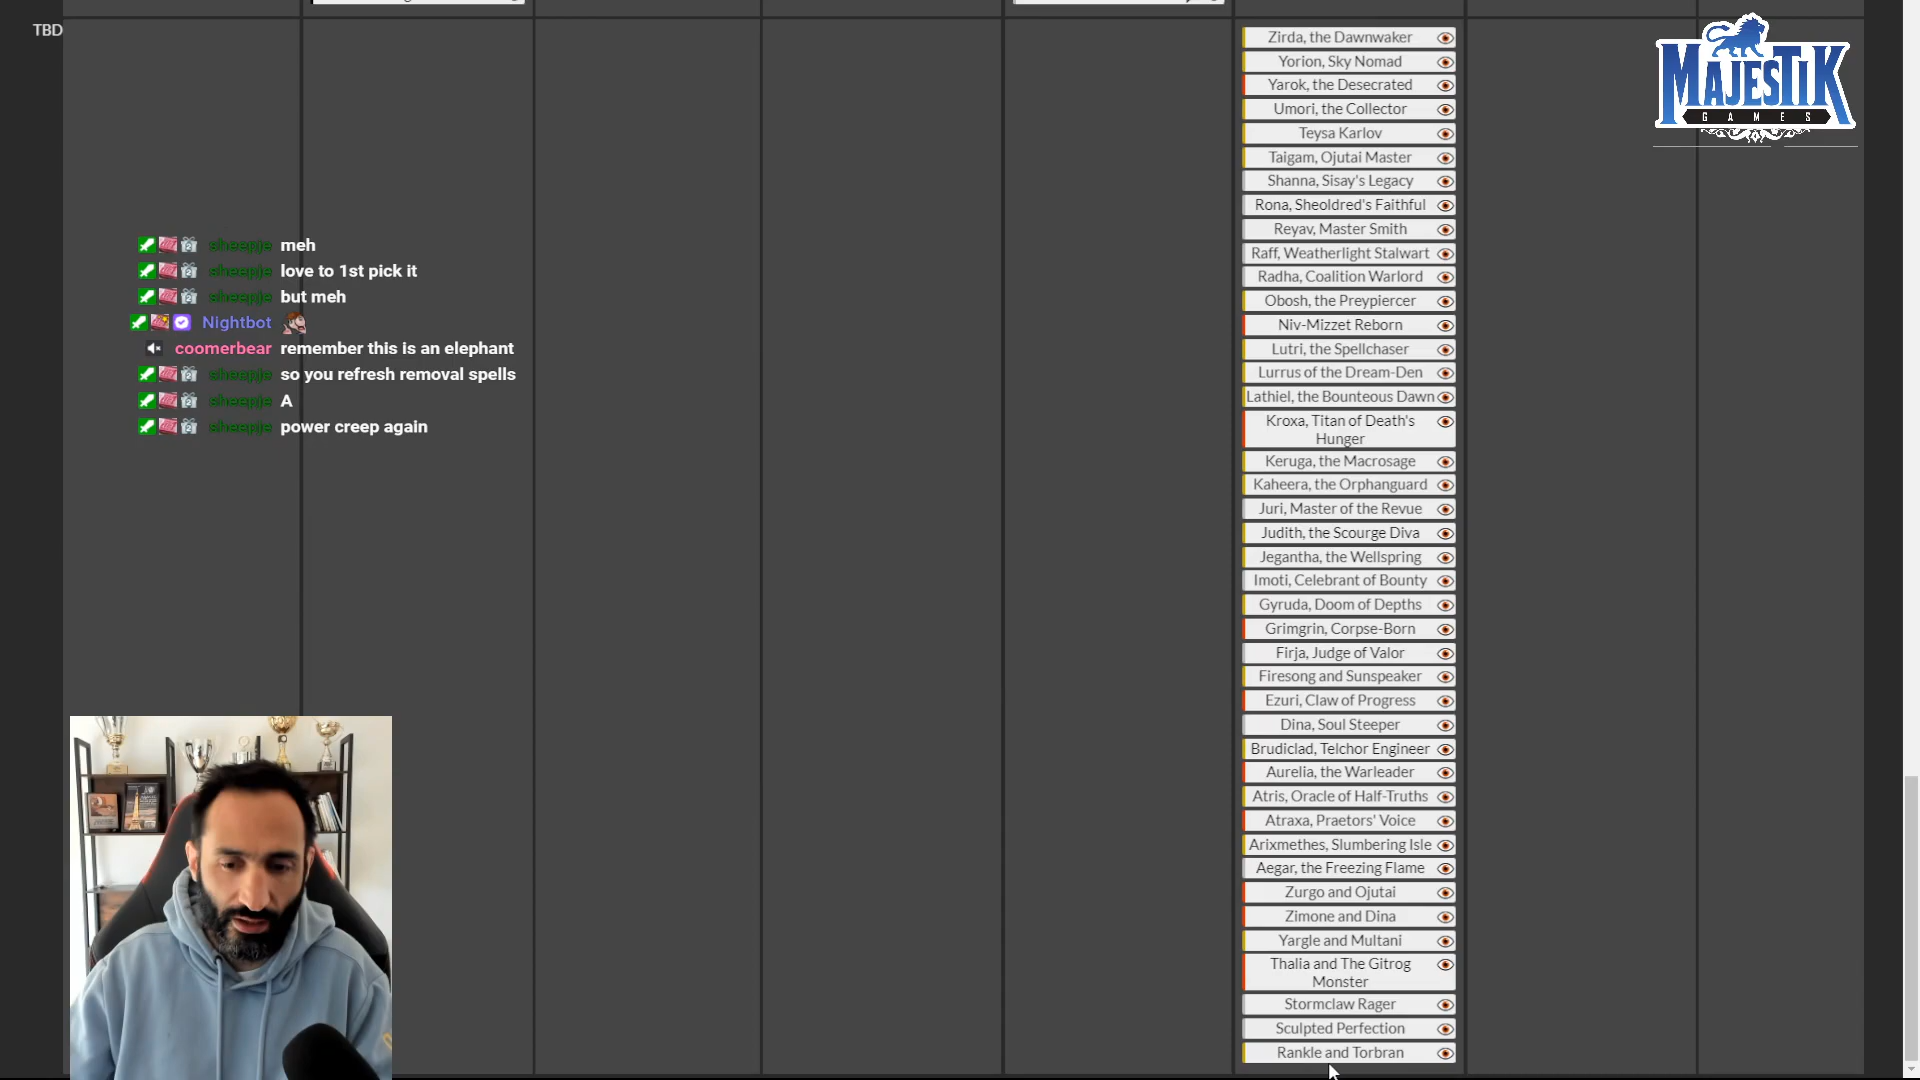 TBD
MAJESTIK
GAMES
Zirda, the Dawnwaker
Yorion, Sky Nomad
Yarok, the Desecrated
Umori, the Collector
Teysa Karlov
Taigam, Ojutai Master
Shanna, Sisay's Legacy
Rona, Sheoldred's Faithful
Reyav, Master Smith
Raff, Weatherlight Stalwart
Radha, Coalition Warlord
Obosh, the Preypiercer
Niv-Mizzet Reborn
Lutri, the Spellchaser
Lurrus of the Dream-Den
Lathiel, the Bounteous Dawn
Kroxa, Titan of Death's
Hunger
Keruga, the Macrosage
Kaheera, the Orphanguard
Juri, Master of the Revue
Judith, the Scourge Diva
Jegantha, the Wellspring
Imoti, Celebrant of Bounty
Gyruda, Doom of Depths
Grimgrin, Corpse-Born
Firja, Judge of Valor
Firesong and Sunspeaker
Ezuri, Claw of Progress
Dina, Soul Steeper
Brudiclad, Telchor Engineer
Aurelia, the Warleader
Atris, Oracle of Half-Truths
Atraxa, Praetors' Voice
Arixmethes, Slumbering Isle
Aegar, the Freezing Flame
Zurgo and Ojutai
Zimone and Dina
Yargle and Multani
Thalia and The Gitrog
Monster
Stormclaw Rager
Sculpted Perfection
Rankle and Torbran
sheepje meh
sheepje love to 1st pick it
sheepje but meh
Nightbot
coomerbear remember this is an elephant
sheepje so you refresh removal spells
sheepje A
sheepje power creep again